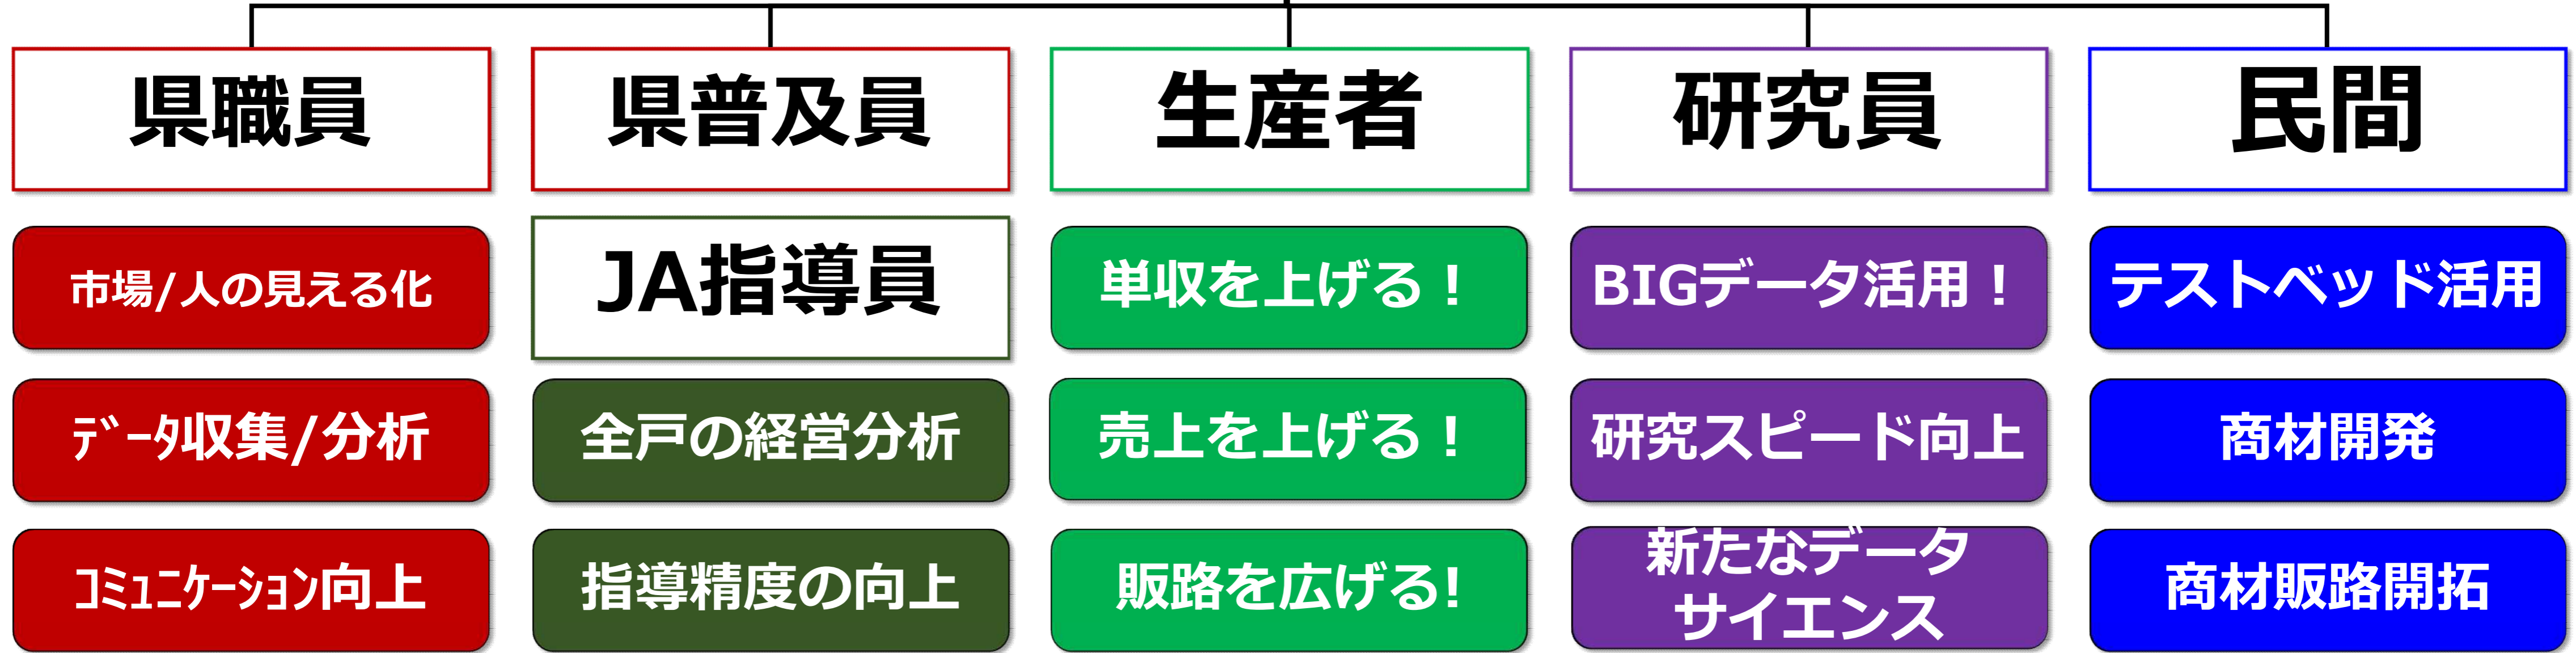 県職員
県普及員
生産者
研究員
民間
市場/人の見える化
JA指導員
単収を上げる！
BIGデータ活用！
テストベッド活用
ﾃﾞｰﾀ収集/分析
全戸の経営分析
売上を上げる！
研究スピード向上
商材開発
ｺﾐｭﾆｹｰｼｮﾝ向上
指導精度の向上
販路を広げる!
新たなデータ
サイエンス
商材販路開拓